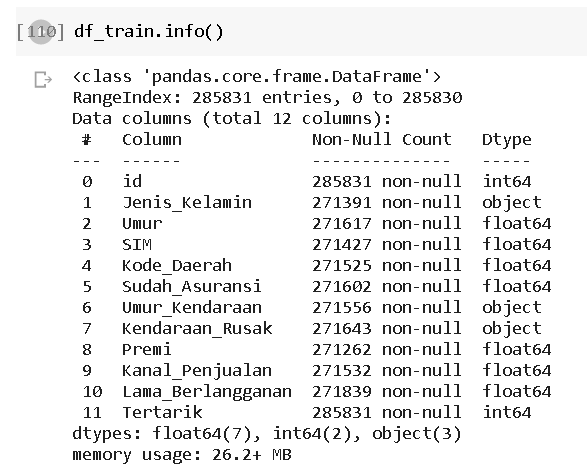 [110] df_train.info()
<class 'pandas.core.frame.DataFrame'>
RangeIndex: 285831 entries, 0 to 285830
Data columns (total 12 columns):
 #   Column             Non-Null Count   Dtype
---  ------             --------------   -----
 0   id                 285831 non-null  int64
 1   Jenis_Kelamin      271391 non-null  object
 2   Umur               271617 non-null  float64
 3   SIM                271427 non-null  float64
 4   Kode_Daerah        271525 non-null  float64
 5   Sudah_Asuransi     271602 non-null  float64
 6   Umur_Kendaraan     271556 non-null  object
 7   Kendaraan_Rusak    271643 non-null  object
 8   Premi              271262 non-null  float64
 9   Kanal_Penjualan    271532 non-null  float64
 10  Lama_Berlangganan  271839 non-null  float64
 11  Tertarik           285831 non-null  int64
dtypes: float64(7), int64(2), object(3)
memory usage: 26.2+ MB